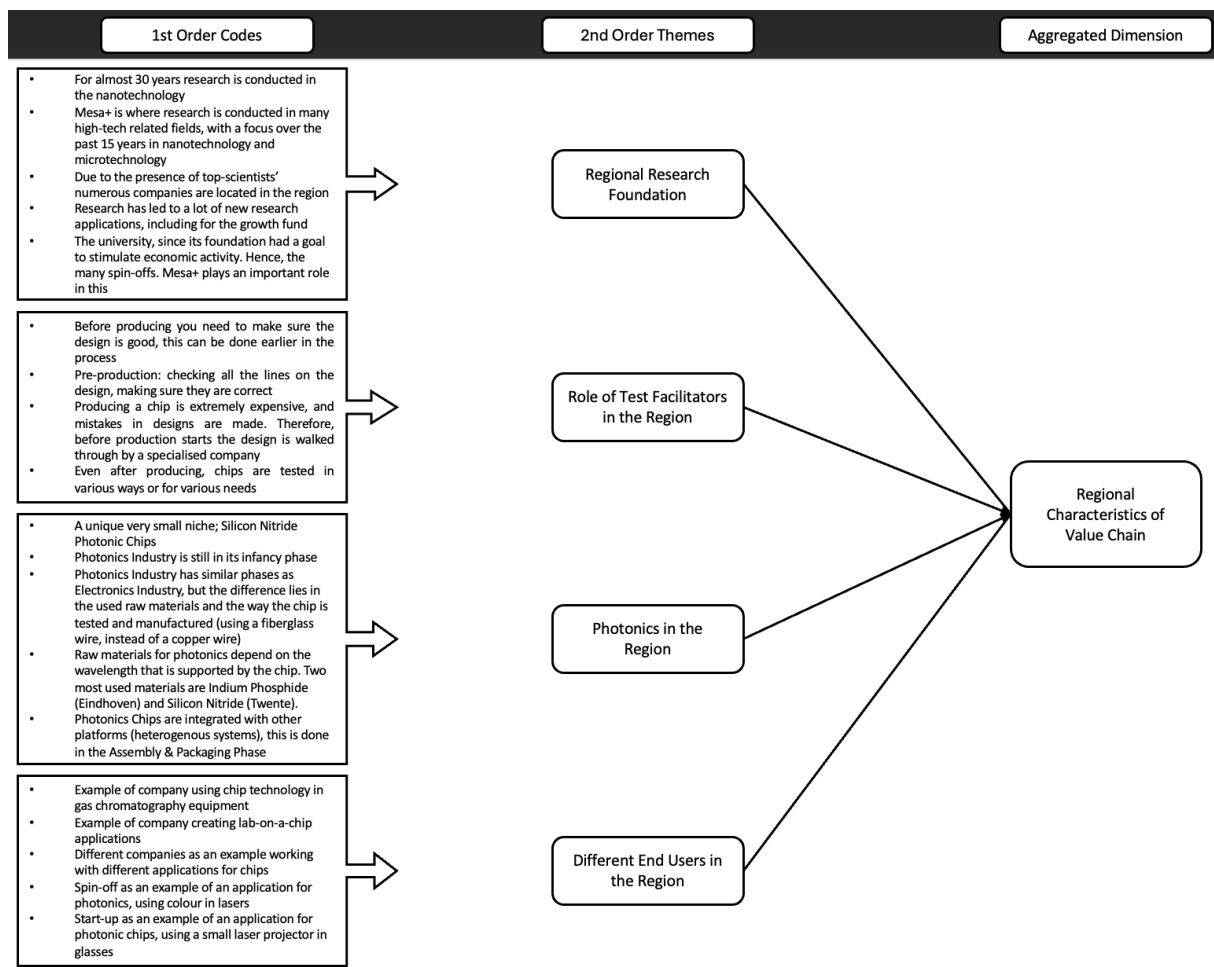 1st Order Codes
2nd Order Themes
Aggregated Dimension
• For almost 30 years research is conducted in
the nanotechnology
• Mesa+ is where research is conducted in many
high-tech related fields, with a focus over the
past 15 years in nanotechnology and
microtechnology
• Due to the presence of top-scientists’
numerous companies are located in the region
• Research has led to a lot of new research
applications, including for the growth fund
• The university, since its foundation had a goal
to stimulate economic activity. Hence, the
many spin-offs. Mesa+ plays an important role
in this
Regional Research
Foundation
• Before producing you need to make sure the
design is good, this can be done earlier in the
process
• Pre-production: checking all the lines on the
design, making sure they are correct
• Producing a chip is extremely expensive, and
mistakes in designs are made. Therefore,
before production starts the design is walked
through by a specialised company
• Even after producing, chips are tested in
various ways or for various needs
Role of Test Facilitators
in the Region
• A unique very small niche; Silicon Nitride
Photonic Chips
• Photonics Industry is still in its infancy phase
• Photonics Industry has similar phases as
Electronics Industry, but the difference lies in
the used raw materials and the way the chip is
tested and manufactured (using a fiberglass
wire, instead of a copper wire)
• Raw materials for photonics depend on the
wavelength that is supported by the chip. Two
most used materials are Indium Phosphide
(Eindhoven) and Silicon Nitride (Twente).
• Photonics Chips are integrated with other
platforms (heterogenous systems), this is done
in the Assembly & Packaging Phase
Photonics in the
Region
• Example of company using chip technology in
gas chromatography equipment
• Example of company creating lab-on-a-chip
applications
• Different companies as an example working
with different applications for chips
• Spin-off as an example of an application for
photonics, using colour in lasers
• Start-up as an example of an application for
photonic chips, using a small laser projector in
glasses
Different End Users in
the Region
Regional
Characteristics of
Value Chain